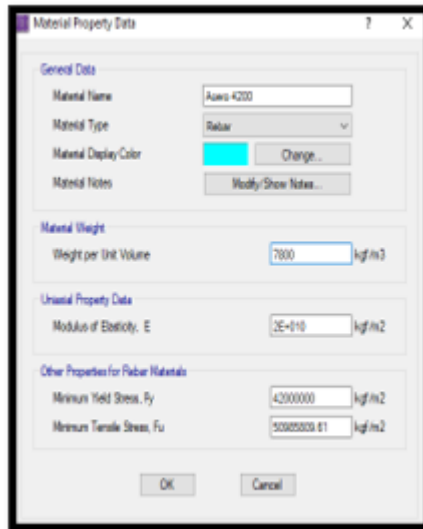 Material Property Data ? X
General Data
Material Name Acero 4200
Material Type Rebar
Material Display Color Change...
Material Notes Modify/Show Notes...
Material Weight
Weight per Unit Volume 7800 kgf/m3
Uniaxial Property Data
Modulus of Elasticity, E 2E+010 kgf/m2
Other Properties for Rebar Materials
Minimum Yield Stress, Fy 42000000 kgf/m2
Minimum Tensile Stress, Fu 50985809.61 kgf/m2
OK Cancel